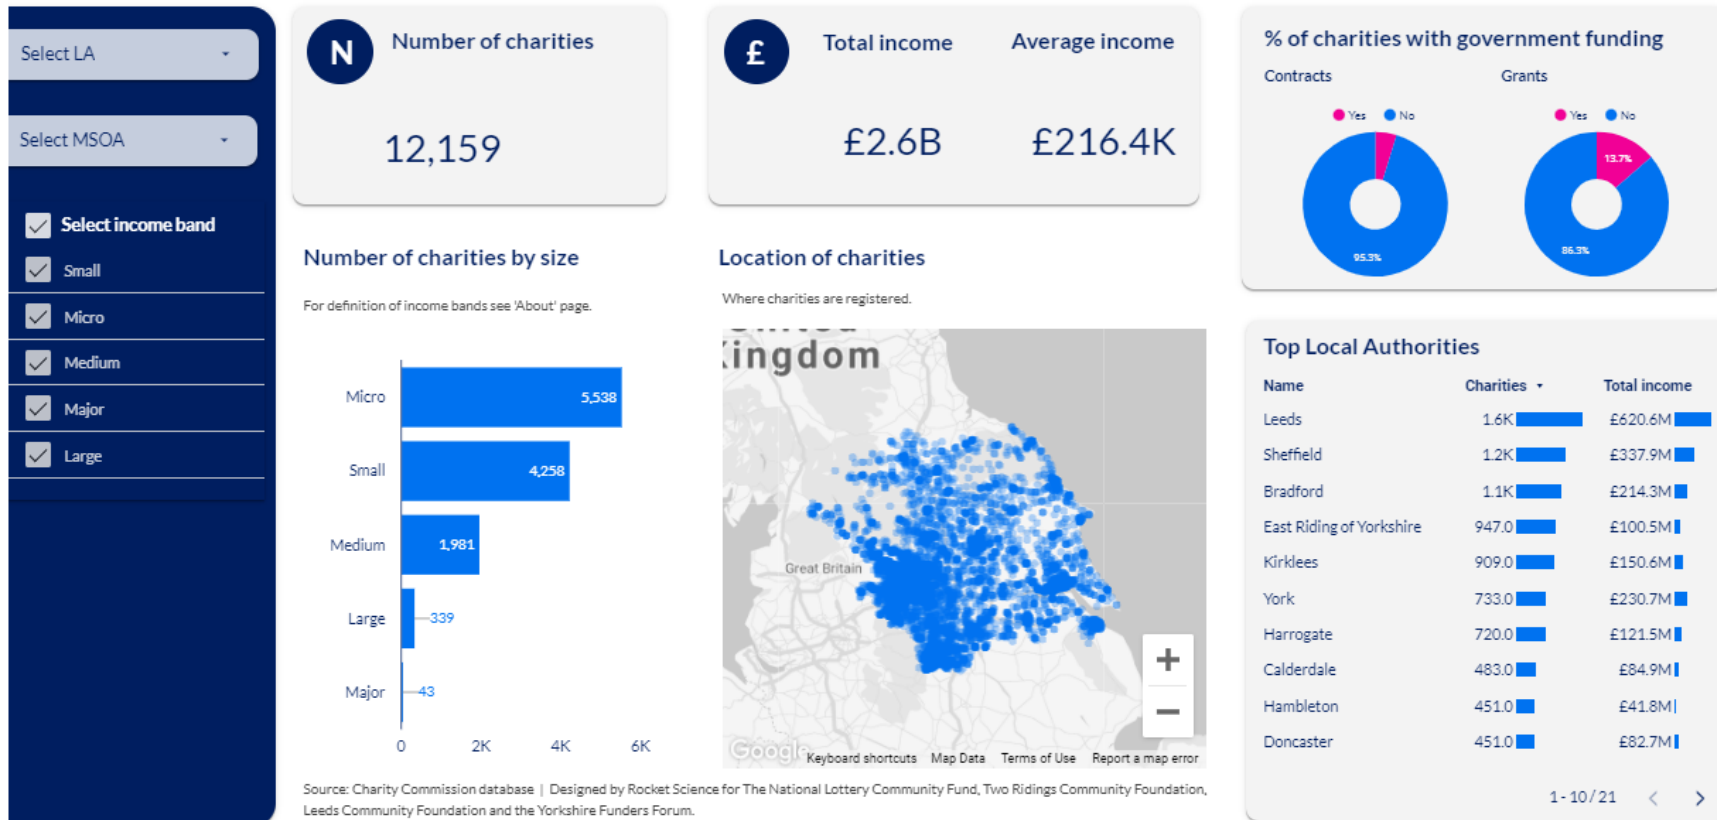 Select LA
Select MSOA
Select income band
Small
Micro
Medium
Major
Large
N
Number of charities
12,159
£
Total income
Average income
£2.6B
£216.4K
% of charities with government funding
Contracts
Grants
Yes
No
Yes
No
95.3%
13.7%
86.3%
Number of charities by size
For definition of income bands see 'About' page.
Micro
5,538
Small
4,258
Medium
1,981
Large
339
Major
43
0
2K
4K
6K
Location of charities
Where charities are registered.
United
Kingdom
Great Britain
+
−
Google
Keyboard shortcuts Map Data Terms of Use Report a map error
Top Local Authorities
Name Charities Total income
Leeds 1.6K £620.6M
Sheffield 1.2K £337.9M
Bradford 1.1K £214.3M
East Riding of Yorkshire 947.0 £100.5M
Kirklees 909.0 £150.6M
York 733.0 £230.7M
Harrogate 720.0 £121.5M
Calderdale 483.0 £84.9M
Hambleton 451.0 £41.8M
Doncaster 451.0 £82.7M
1 - 10 / 21
Source: Charity Commission database | Designed by Rocket Science for The National Lottery Community Fund, Two Ridings Community Foundation,
Leeds Community Foundation and the Yorkshire Funders Forum.